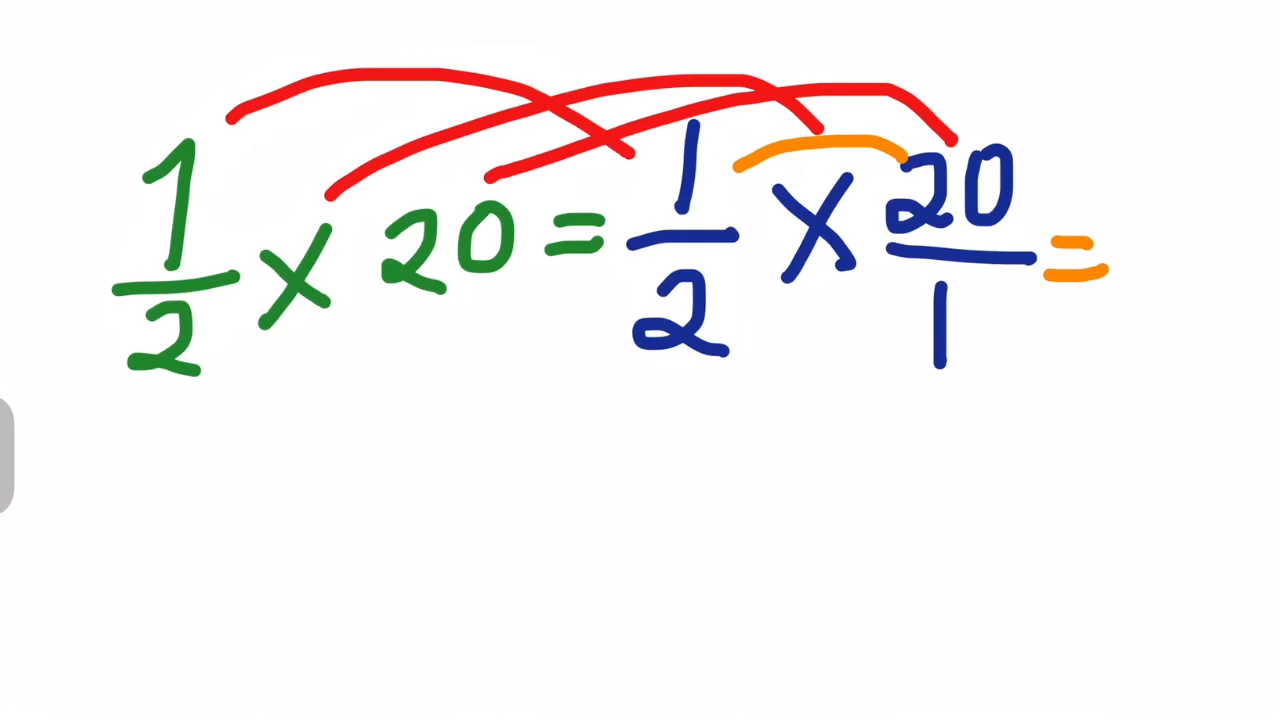 1/2 x 20 = 1/2 x 20/1 =